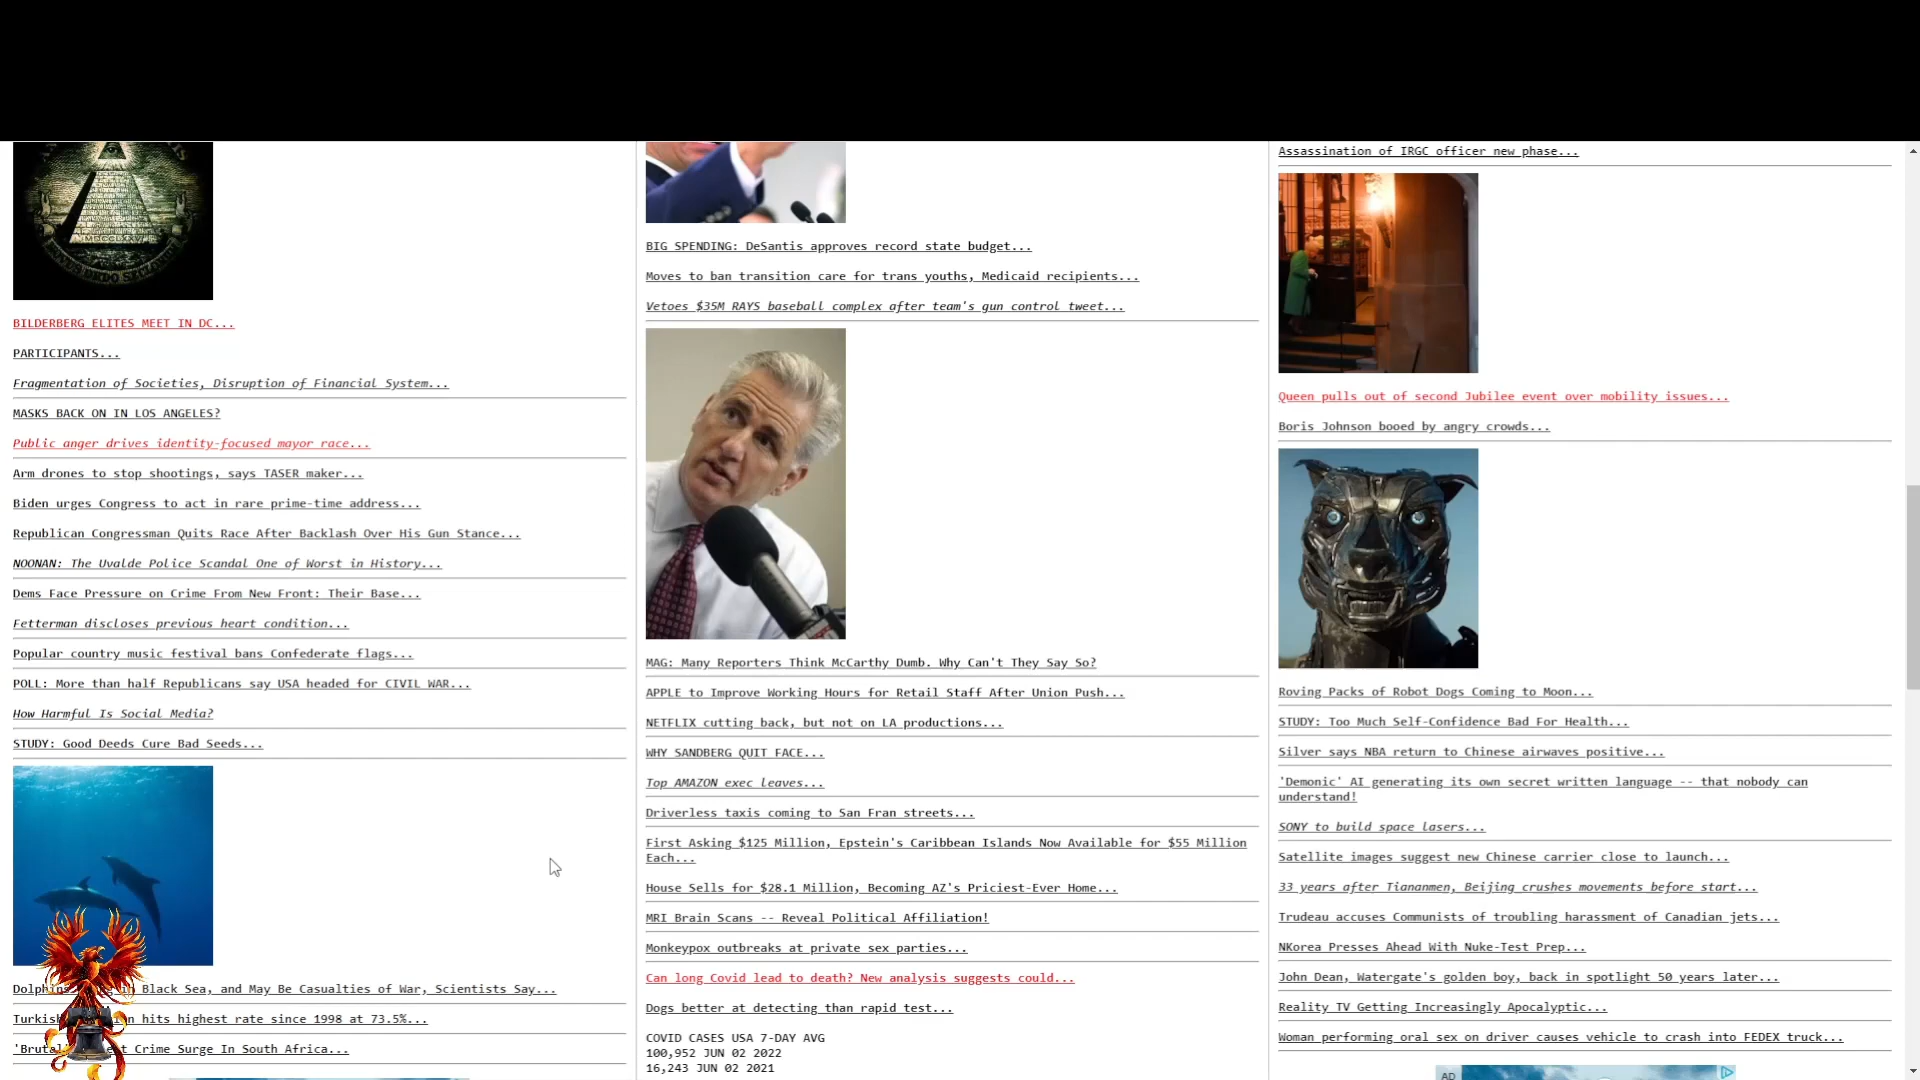 MDCCLXXVI
BILDERBERG ELITES MEET IN DC...
PARTICIPANTS...
Fragmentation of Societies, Disruption of Financial System...
MASKS BACK ON IN LOS ANGELES?
Public anger drives identity-focused mayor race...
Arm drones to stop shootings, says TASER maker...
Biden urges Congress to act in rare prime-time address...
Republican Congressman Quits Race After Backlash Over His Gun Stance...
NOONAN: The Uvalde Police Scandal One of Worst in History...
Dems Face Pressure on Crime From New Front: Their Base...
Fetterman discloses previous heart condition...
Popular country music festival bans Confederate flags...
POLL: More than half Republicans say USA headed for CIVIL WAR...
How Harmful Is Social Media?
STUDY: Good Deeds Cure Bad Seeds...
in Black Sea, and May Be Casualties of War, Scientists Say...
hits highest rate since 1998 at 73.5%...
Crime Surge In South Africa...
BIG SPENDING: DeSantis approves record state budget...
Moves to ban transition care for trans youths, Medicaid recipients...
Vetoes $35M RAYS baseball complex after team's gun control tweet...
MAG: Many Reporters Think McCarthy Dumb. Why Can't They Say So?
APPLE to Improve Working Hours for Retail Staff After Union Push...
NETFLIX cutting back, but not on LA productions...
WHY SANDBERG QUIT FACE...
Top AMAZON exec leaves...
Driverless taxis coming to San Fran streets...
First Asking $125 Million, Epstein's Caribbean Islands Now Available for $55 Million
Each...
House Sells for $28.1 Million, Becoming AZ's Priciest-Ever Home...
MRI Brain Scans -- Reveal Political Affiliation!
Monkeypox outbreaks at private sex parties...
Can long Covid lead to death? New analysis suggests could...
Dogs better at detecting than rapid test...
COVID CASES USA 7-DAY AVG
100,952 JUN 02 2022
16,243 JUN 02 2021
Assassination of IRGC officer new phase...
Queen pulls out of second Jubilee event over mobility issues...
Boris Johnson booed by angry crowds...
Roving Packs of Robot Dogs Coming to Moon...
STUDY: Too Much Self-Confidence Bad For Health...
Silver says NBA return to Chinese airwaves positive...
'Demonic' AI generating its own secret written language -- that nobody can
understand!
SONY to build space lasers...
Satellite images suggest new Chinese carrier close to launch...
33 years after Tiananmen, Beijing crushes movements before start...
Trudeau accuses Communists of troubling harassment of Canadian jets...
NKorea Presses Ahead With Nuke-Test Prep...
John Dean, Watergate's golden boy, back in spotlight 50 years later...
Reality TV Getting Increasingly Apocalyptic...
Woman performing oral sex on driver causes vehicle to crash into FEDEX truck...
AD